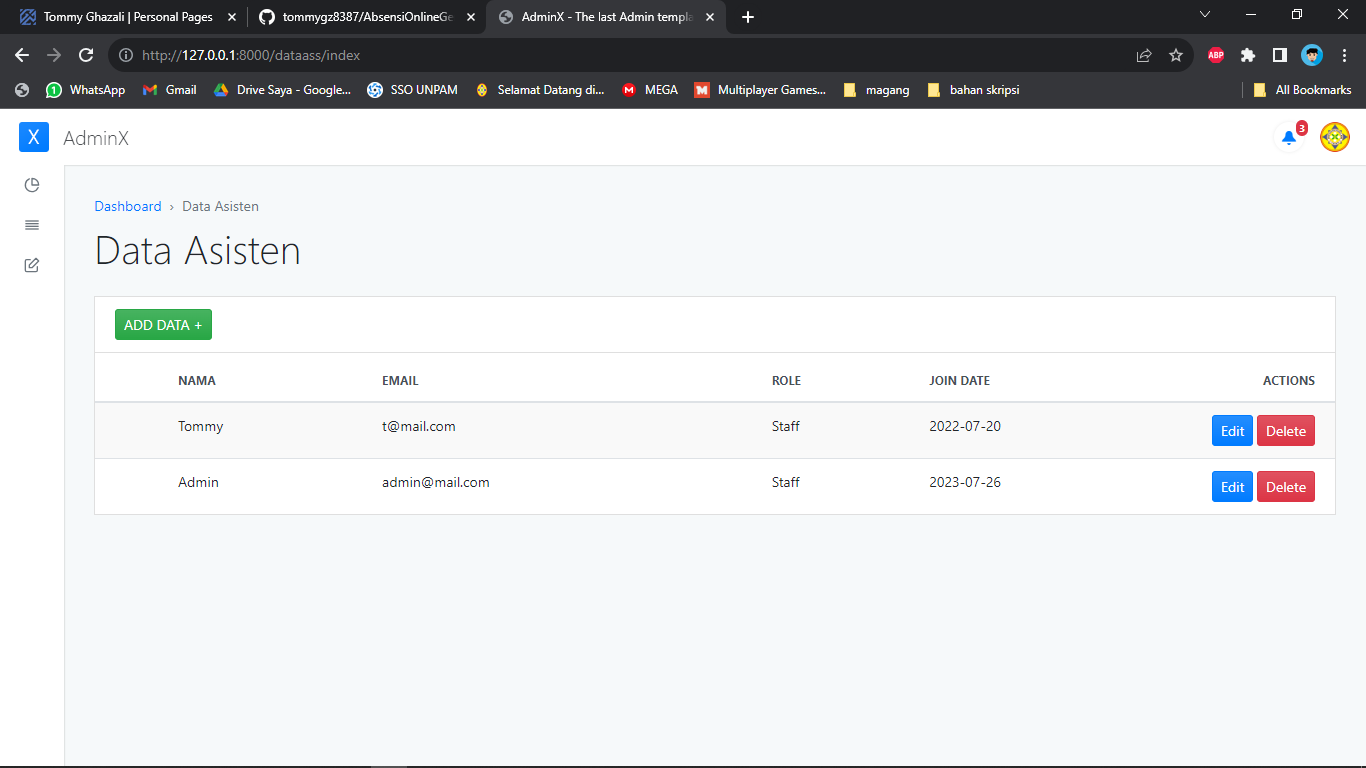 Tommy Ghazali | Personal Pages
tommygz8387/AbsensiOnlineGe
AdminX - The last Admin templa
http://127.0.0.1:8000/dataass/index
ABP
WhatsApp
Gmail
Drive Saya - Google...
SSO UNPAM
Selamat Datang di...
MEGA
Multiplayer Games...
magang
bahan skripsi
All Bookmarks
X AdminX
3
Dashboard › Data Asisten
Data Asisten
ADD DATA +
NAMA EMAIL ROLE JOIN DATE ACTIONS
Tommy t@mail.com Staff 2022-07-20 Edit Delete
Admin admin@mail.com Staff 2023-07-26 Edit Delete